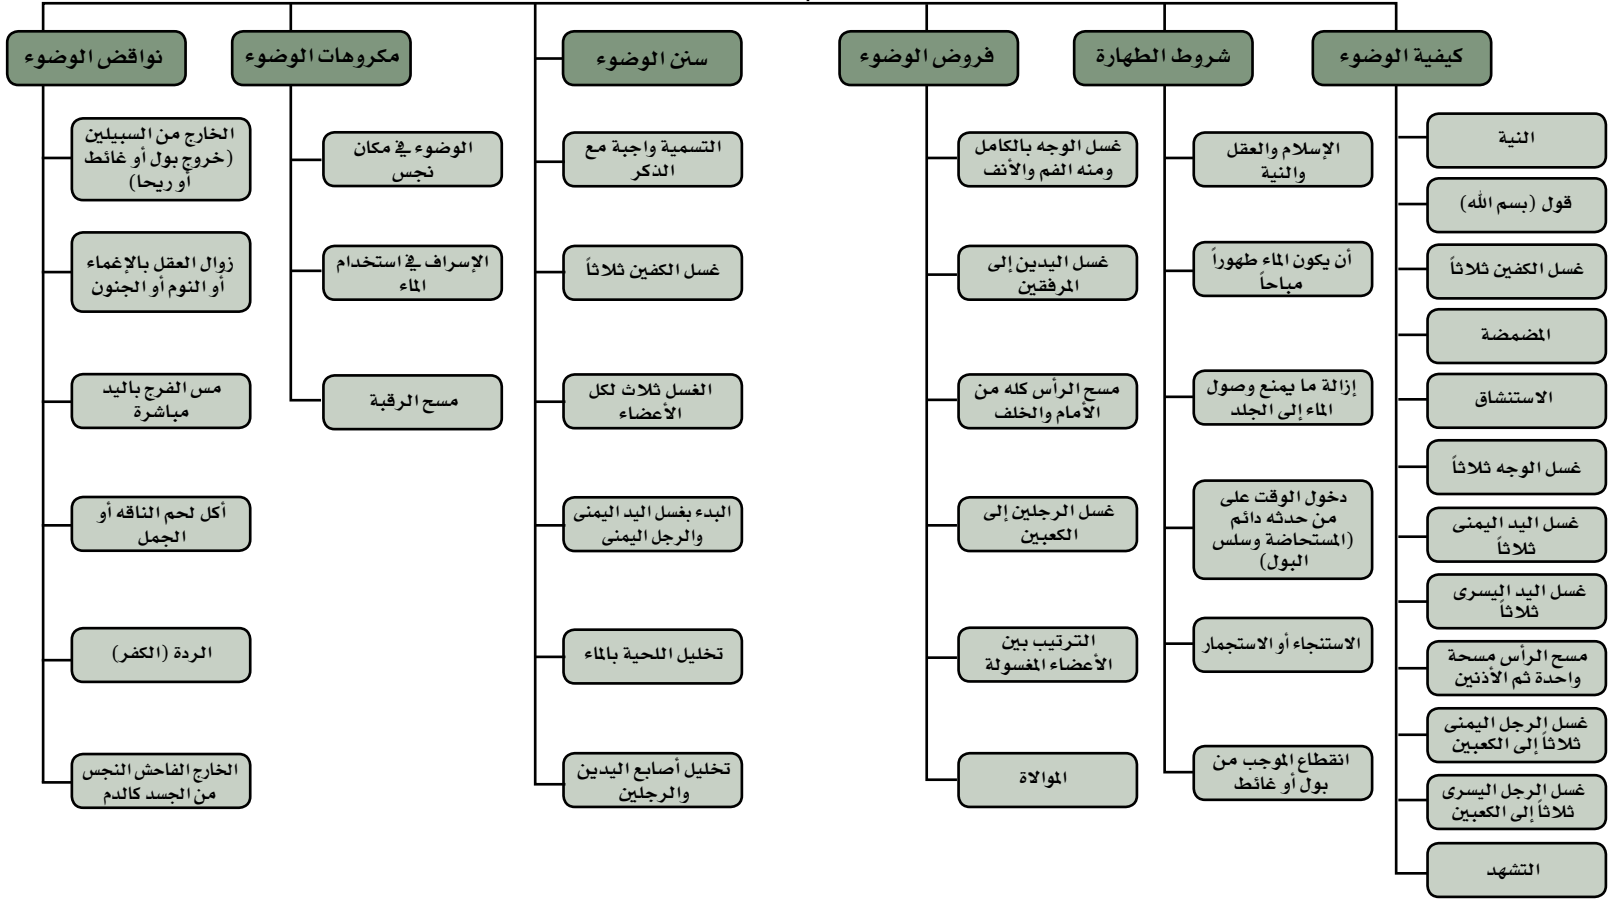 كيفية الوضوء
النية
قول (بسم الله)
غسل الكفين ثلاثاً
المضمضة
الاستنشاق
غسل الوجه ثلاثاً
غسل اليد اليمنى
ثلاثاً
غسل اليد اليسرى
ثلاثاً
مسح الرأس مسحة
واحدة ثم الأذنين
غسل الرجل اليمنى
ثلاثاً إلى الكعبين
غسل الرجل اليسرى
ثلاثاً إلى الكعبين
التشهد
شروط الطهارة
الإسلام والعقل
والنية
أن يكون الماء طهوراً
مباحاً
إزالة ما يمنع وصول
الماء إلى الجلد
دخول الوقت على
من حدثه دائم
(المستحاضة وسلس
البول)
الاستنجاء أو الاستجمار
انقطاع الموجب من
بول أو غائط
فروض الوضوء
غسل الوجه بالكامل
ومنه الفم والأنف
غسل اليدين إلى
المرفقين
مسح الرأس كله من
الأمام والخلف
غسل الرجلين إلى
الكعبين
الترتيب بين
الأعضاء المغسولة
الموالاة
سنن الوضوء
التسمية واجبة مع
الذكر
غسل الكفين ثلاثاً
الغسل ثلاث لكل
الأعضاء
البدء بغسل اليد اليمنى
والرجل اليمنى
تخليل اللحية بالماء
تخليل أصابع اليدين
والرجلين
مكروهات الوضوء
الوضوء في مكان
نجس
الإسراف في استخدام
الماء
مسح الرقبة
نواقض الوضوء
الخارج من السبيلين
(خروج بول أو غائط
أو ريحا)
زوال العقل بالإغماء
أو النوم أو الجنون
مس الفرج باليد
مباشرة
أكل لحم الناقه أو
الجمل
الردة (الكفر)
الخارج الفاحش النجس
من الجسد كالدم